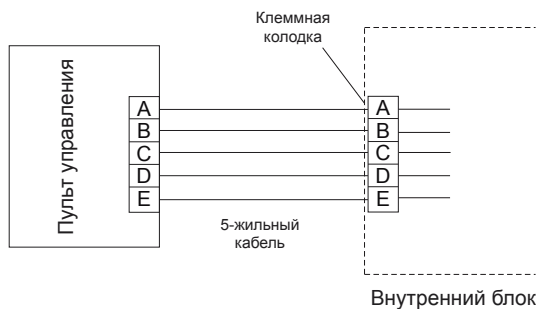 Клеммная
колодка
Пульт управления
A
B
C
D
E
A
B
C
D
E
5-жильный
кабель
Внутренний блок